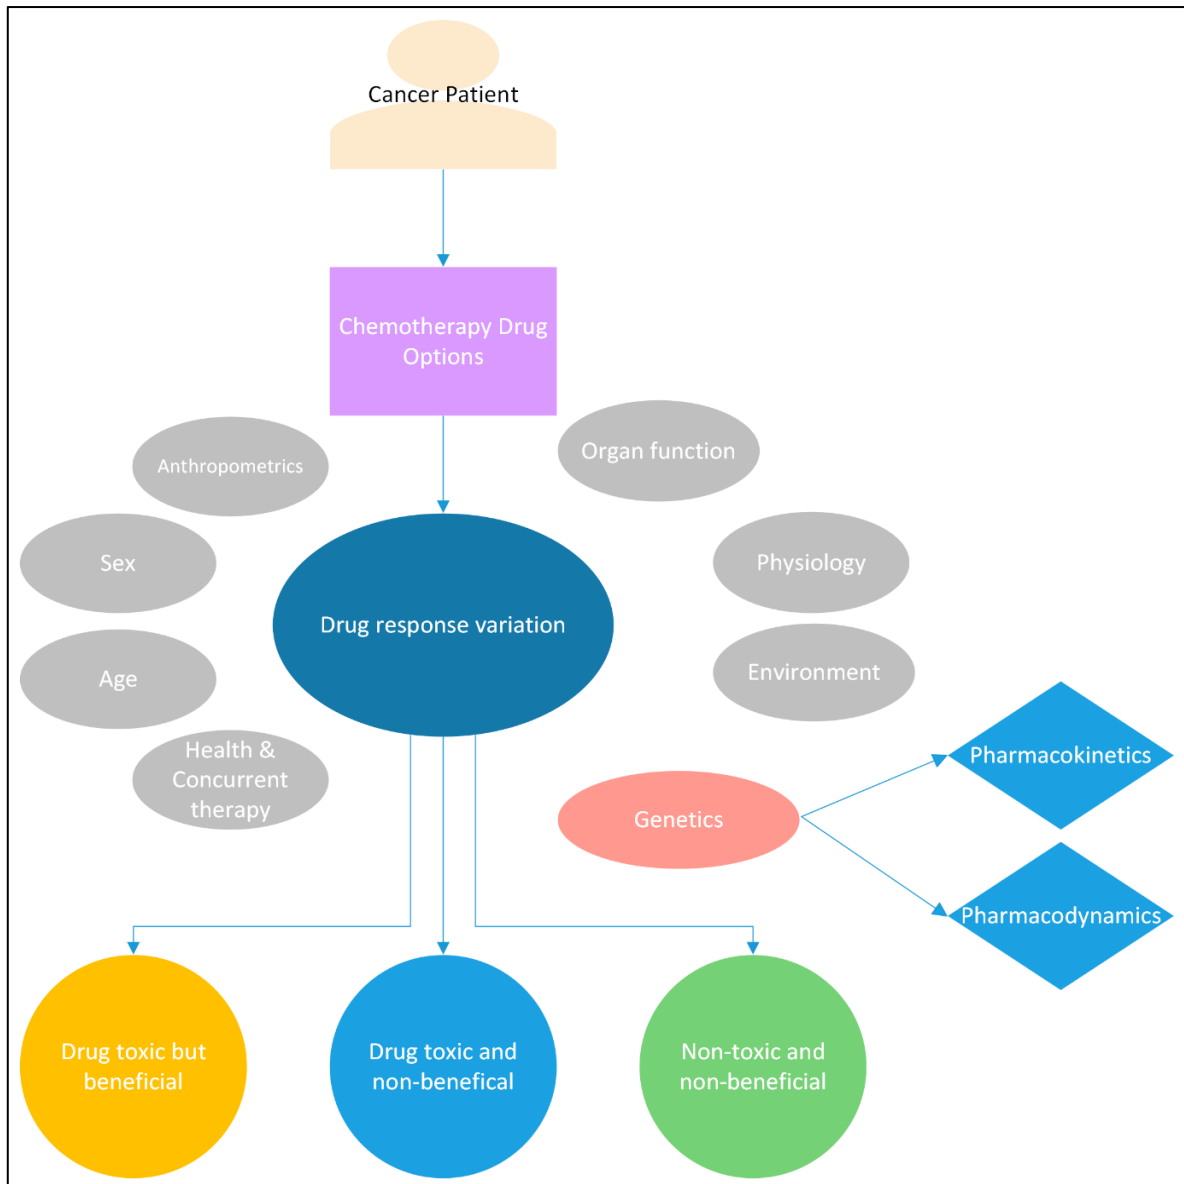 Cancer Patient
Chemotherapy Drug
Options
Anthropometrics
Organ function
Sex
Physiology
Drug response variation
Age
Environment
Health &
Concurrent
therapy
Genetics
Pharmacokinetics
Pharmacodynamics
Drug toxic but
beneficial
Drug toxic and
non-benefical
Non-toxic and
non-beneficial